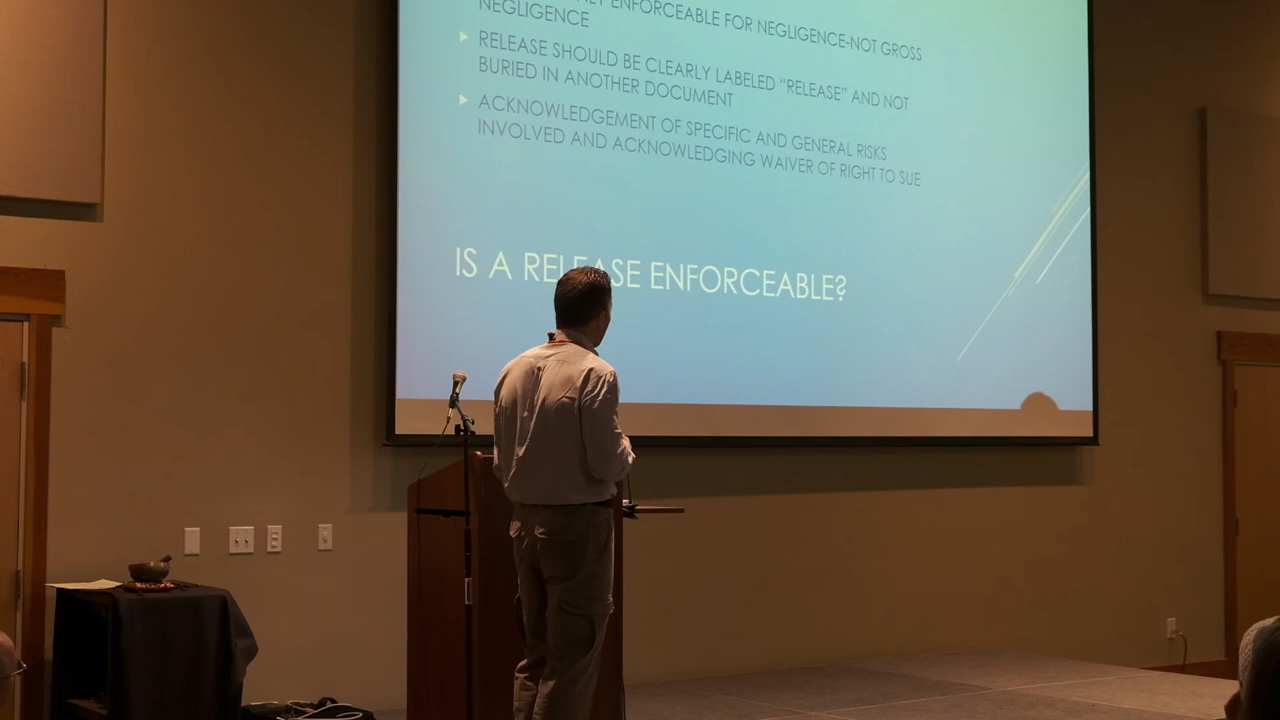 ENFORCEABLE FOR NEGLIGENCE-NOT GROSS
NEGLIGENCE
RELEASE SHOULD BE CLEARLY LABELED “RELEASE” AND NOT
BURIED IN ANOTHER DOCUMENT
ACKNOWLEDGEMENT OF SPECIFIC AND GENERAL RISKS
INVOLVED AND ACKNOWLEDGING WAIVER OF RIGHT TO SUE
IS A RELEASE ENFORCEABLE?